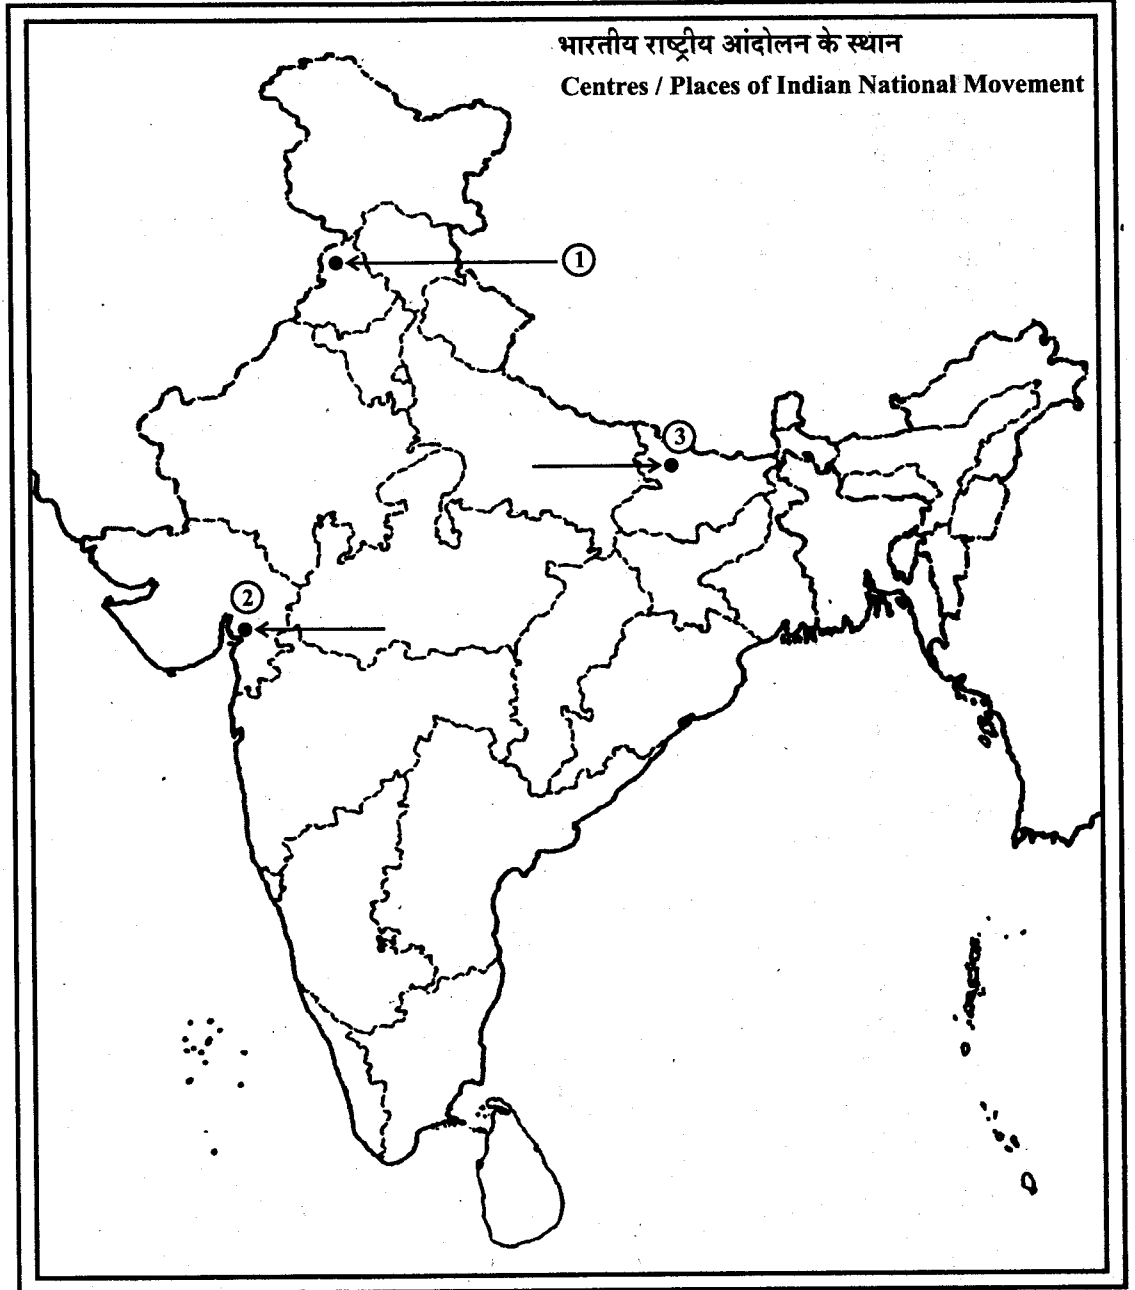 भारतीय राष्ट्रीय आंदोलन के स्थान
Centres / Places of Indian National Movement
1
3
2